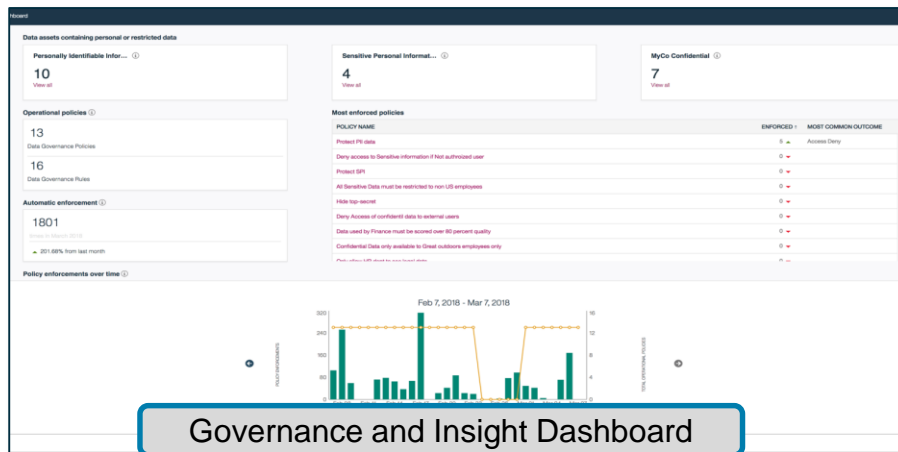 hboard
Data assets containing personal or restricted data
Personally Identifiable Infor...
10
View all
Sensitive Personal Informat...
4
View all
MyCo Confidential
7
View all
Operational policies
13
Data Governance Policies
16
Data Governance Rules
Automatic enforcement
1801
201.68% from last month
Most enforced policies
POLICY NAME ENFORCED ↑ MOST COMMON OUTCOME
Protect PII data 5 Access Deny
Deny access to Sensitive information if Not authroized user 0
Protect SPI 0
All Sensitive Data must be restricted to non US employees 0
Hide top-secret 0
Deny Access of confidentil data to external users 0
Data used by Finance must be scored over 80 percent quality 0
Confidential Data only available to Great outdoors employees only 0
Policy enforcements over time
Feb 7, 2018 - Mar 7, 2018
POLICY ENFORCEMENTS
320
240
160
80
0
16
12
8
4
0
TOTAL OPERATIONAL POLICIES
Governance and Insight Dashboard